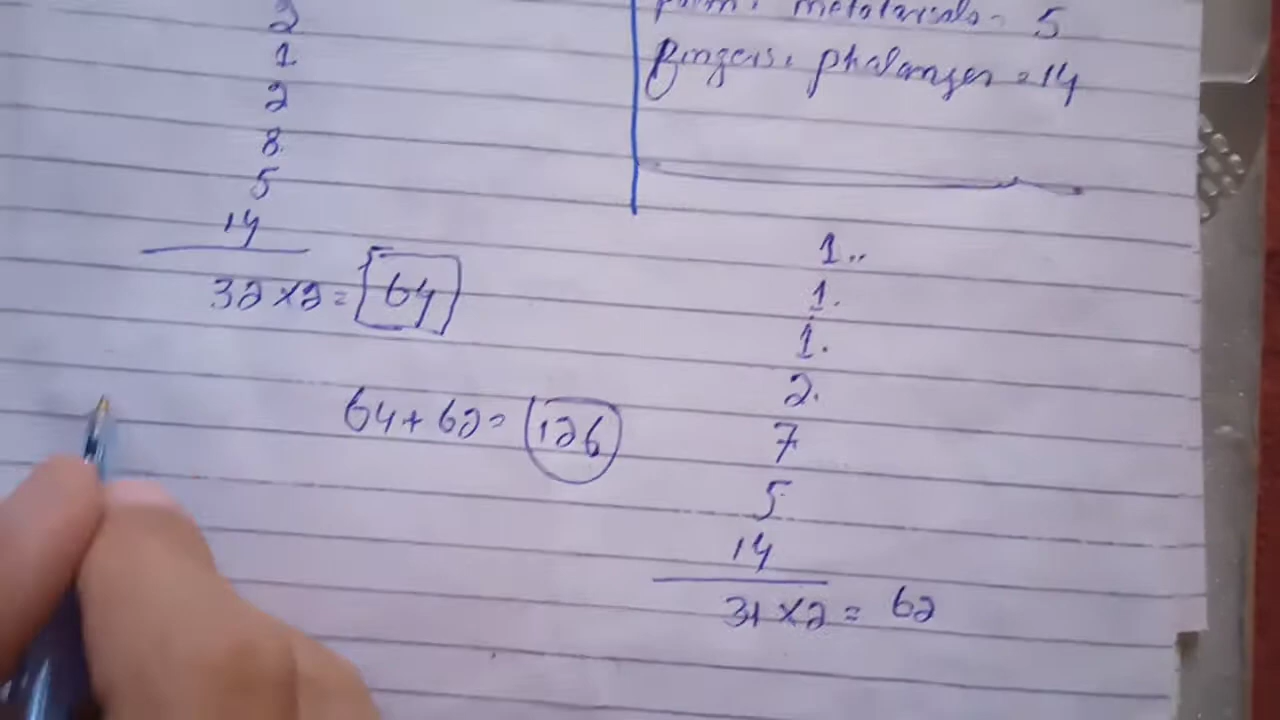 2
1
2
8.
5
14
32 x 2 = 64
64 + 62 = 126
metatarsals = 5
Fingers: phalanges = 14
1..
1.
1.
2.
7
5
14
31 x 2 = 62